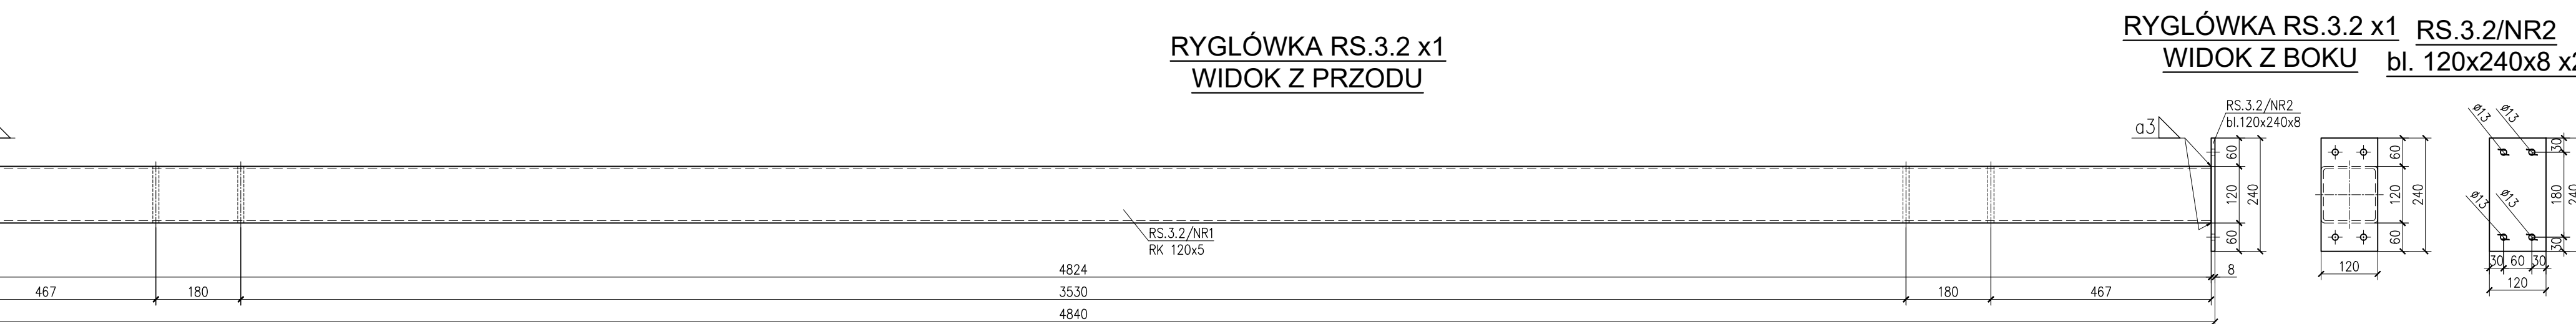 RYGLÓWKA RS.3.2 x1
WIDOK Z PRZODU
RYGLÓWKA RS.3.2 x1
WIDOK Z BOKU
RS.3.2/NR2
bl. 120x240x8
a3
RS.3.2/NR2
bl.120x240x8
60
120
60
240
RS.3.2/NR1
RK 120x5
4824
8
467
180
3530
180
467
4840
60
120
60
240
120
ø13
ø13
ø13
ø13
30
180
30
240
30
60
30
120